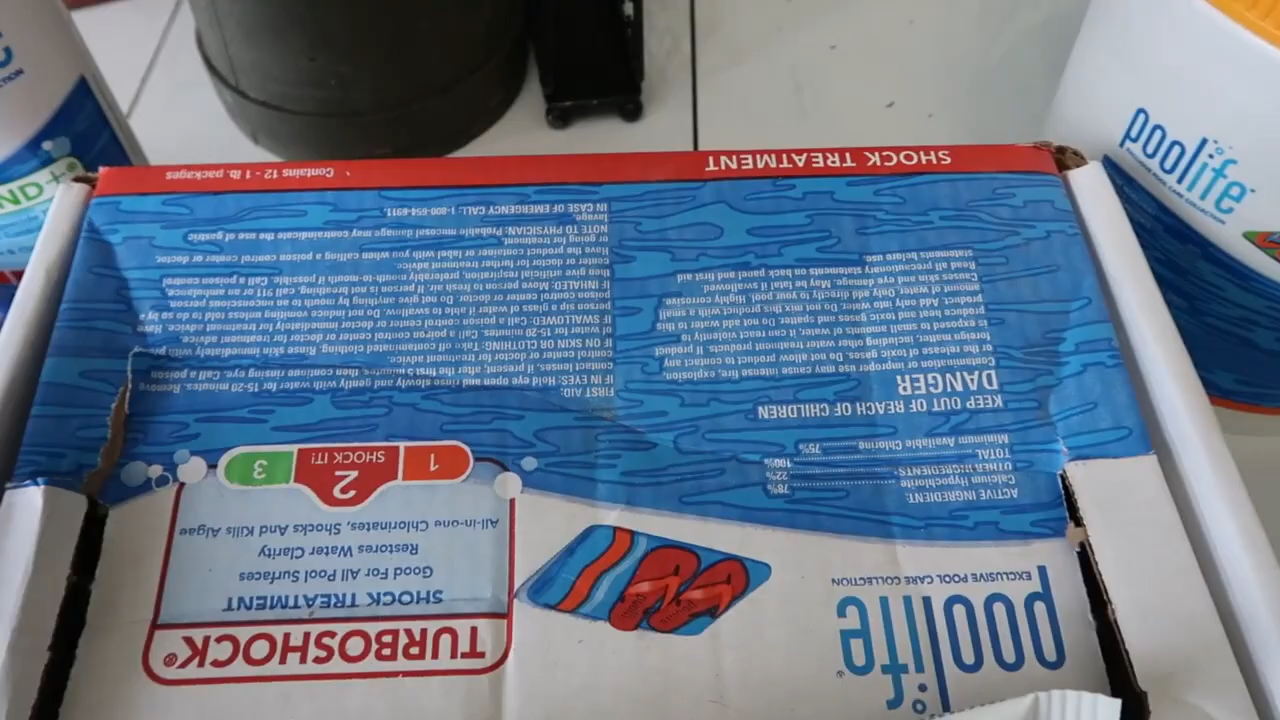 poolife
EXCLUSIVE POOL CARE COLLECTION
TURBOSHOCK®
SHOCK TREATMENT
Good For All Pool Surfaces
Restores Water Clarity
All-in-one Chlorinates, Shocks And Kills Algae
1
2
SHOCK IT!
3
ACTIVE INGREDIENT:
Calcium Hypochlorite 78%
OTHER INGREDIENTS: 22%
TOTAL 100%
Minimum Available Chlorine 75%
KEEP OUT OF REACH OF CHILDREN
DANGER
Contamination or improper use may cause intense fire, explosion,
or the release of toxic gases. Do not allow product to contact any
foreign matter, including other water treatment products. If product
is exposed to small amounts of water, it can react violently to
produce heat and toxic gases and spatter. Do not add water to this
product. Add only into water. Do not mix this product with a small
amount of water. Only add directly to your pool. Highly corrosive
Causes skin and eye damage. May be fatal if swallowed.
Read all precautionary statements on back panel and first aid
statements before use.
FIRST AID:
IF IN EYES: Hold eye open and rinse slowly and gently with water for 15-20 minutes. Remove
contact lenses, if present, after the first 5 minutes, then continue rinsing eye. Call a poison
control center or doctor for treatment advice.
IF ON SKIN OR CLOTHING: Take off contaminated clothing. Rinse skin immediately with
of water for 15-20 minutes. Call a poison control center or doctor for treatment advice.
IF SWALLOWED: Call a poison control center or doctor immediately for treatment advice. Have
person sip a glass of water if able to swallow. Do not induce vomiting unless told to do so by a
poison control center or doctor. Do not give anything by mouth to an unconscious person.
IF INHALED: Move person to fresh air. If person is not breathing, call 911 or an ambulance,
then give artificial respiration, preferably mouth-to-mouth if possible. Call a poison control
center or doctor for further treatment advice.
Have the product container or label with you when calling a poison control center or doctor,
or going for treatment.
NOTE TO PHYSICIAN: Probable mucosal damage may contraindicate the use of gastric
lavage.
IN CASE OF EMERGENCY CALL: 1-800-654-6911.
SHOCK TREATMENT
Contains 12 - 1 lb. packages
poolife